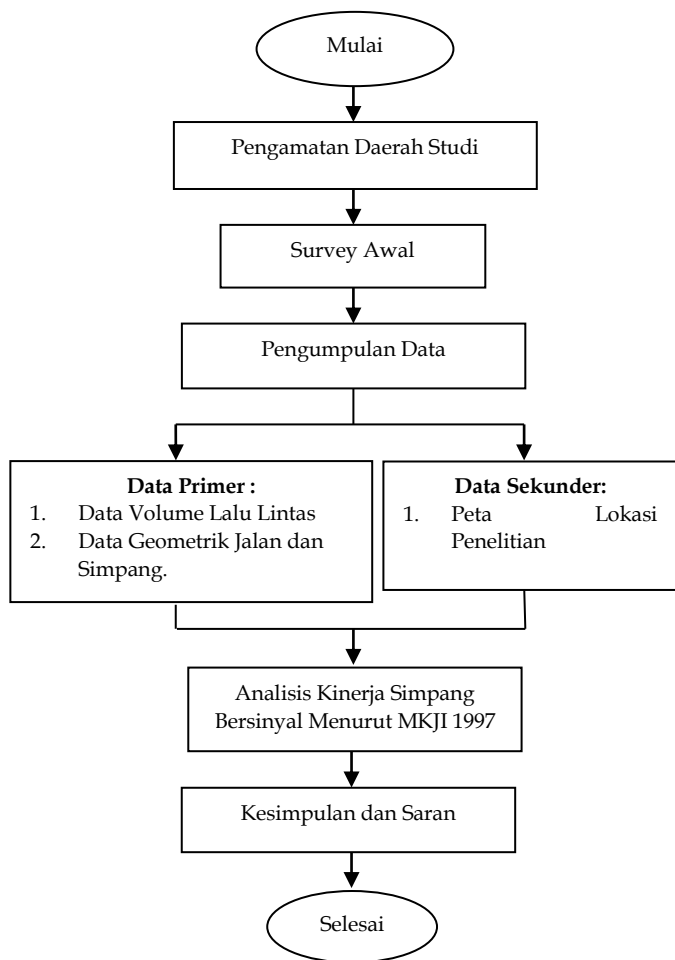 Mulai
Pengamatan Daerah Studi
Survey Awal
Pengumpulan Data
Data Primer :
1. Data Volume Lalu Lintas
2. Data Geometrik Jalan dan
Simpang.
Data Sekunder:
1. Peta Lokasi
Penelitian
Analisis Kinerja Simpang
Bersinyal Menurut MKJI 1997
Kesimpulan dan Saran
Selesai